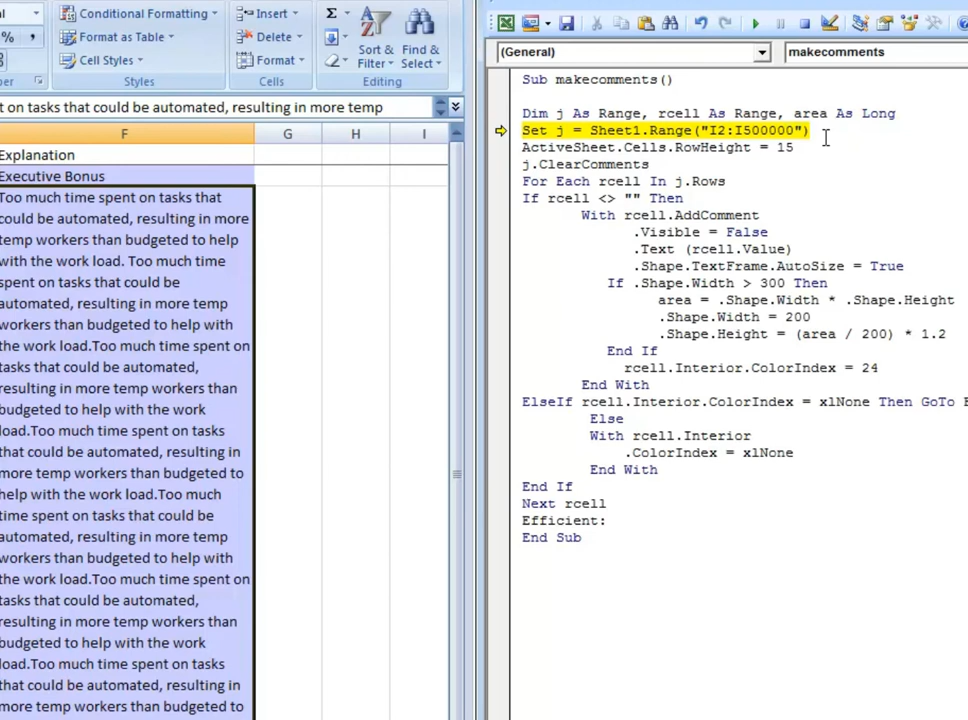 al
Conditional Formatting
Insert
Σ
%
,
Format as Table
Delete
Sort &
Filter
Find &
Select
Cell Styles
Format
Styles
Cells
Editing
t on tasks that could be automated, resulting in more temp
F
G
H
I
Explanation
Executive Bonus
Too much time spent on tasks that
could be automated, resulting in more
temp workers than budgeted to help
with the work load. Too much time
spent on tasks that could be
automated, resulting in more temp
workers than budgeted to help with
the work load.Too much time spent on
tasks that could be automated,
resulting in more temp workers than
budgeted to help with the work
load.Too much time spent on tasks
that could be automated, resulting in
more temp workers than budgeted to
help with the work load.Too much
time spent on tasks that could be
automated, resulting in more temp
workers than budgeted to help with
the work load.Too much time spent on
tasks that could be automated,
resulting in more temp workers than
budgeted to help with the work
load.Too much time spent on tasks
that could be automated, resulting in
more temp workers than budgeted to
(General)
makecomments
Sub makecomments()
Dim j As Range, rcell As Range, area As Long
Set j = Sheet1.Range("I2:I500000")
ActiveSheet.Cells.RowHeight = 15
j.ClearComments
For Each rcell In j.Rows
If rcell <> "" Then
With rcell.AddComment
.Visible = False
.Text (rcell.Value)
.Shape.TextFrame.AutoSize = True
If .Shape.Width > 300 Then
area = .Shape.Width * .Shape.Height
.Shape.Width = 200
.Shape.Height = (area / 200) * 1.2
End If
rcell.Interior.ColorIndex = 24
End With
ElseIf rcell.Interior.ColorIndex = xlNone Then GoTo E
Else
With rcell.Interior
.ColorIndex = xlNone
End With
End If
Next rcell
Efficient:
End Sub